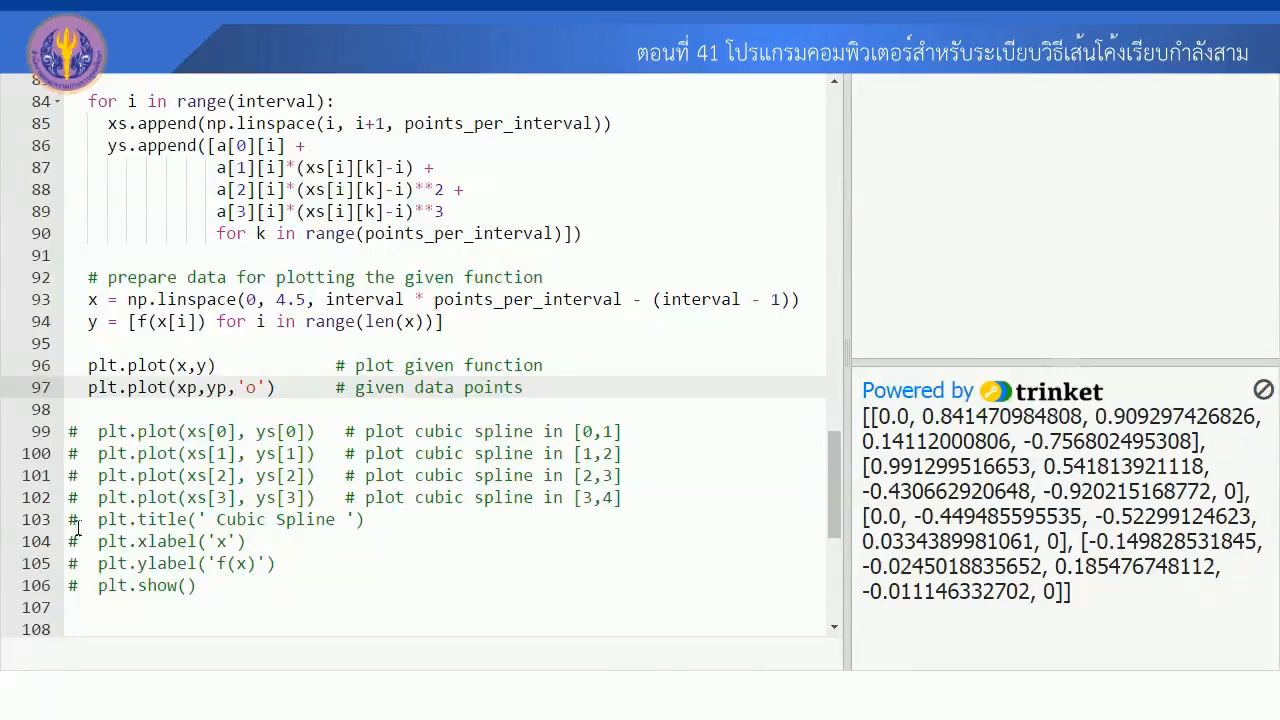 ตอนที่ 41 โปรแกรมคอมพิวเตอร์สำหรับระเบียบวิธีเส้นโค้งเรียบกำลังสาม
84 for i in range(interval):
85 xs.append(np.linspace(i, i+1, points_per_interval))
86 ys.append([a[0][i] +
87 a[1][i]*(xs[i][k]-i) +
88 a[2][i]*(xs[i][k]-i)**2 +
89 a[3][i]*(xs[i][k]-i)**3
90 for k in range(points_per_interval)])
91
92 # prepare data for plotting the given function
93 x = np.linspace(0, 4.5, interval * points_per_interval - (interval - 1))
94 y = [f(x[i]) for i in range(len(x))]
95
96 plt.plot(x,y) # plot given function
97 plt.plot(xp,yp,'o') # given data points
98
99 # plt.plot(xs[0], ys[0]) # plot cubic spline in [0,1]
100 # plt.plot(xs[1], ys[1]) # plot cubic spline in [1,2]
101 # plt.plot(xs[2], ys[2]) # plot cubic spline in [2,3]
102 # plt.plot(xs[3], ys[3]) # plot cubic spline in [3,4]
103 # plt.title(' Cubic Spline ')
104 # plt.xlabel('x')
105 # plt.ylabel('f(x)')
106 # plt.show()
107
108
Powered by trinket
[[0.0, 0.841470984808, 0.909297426826,
0.14112000806, -0.756802495308],
[0.991299516653, 0.541813921118,
-0.430662920648, -0.920215168772, 0],
[0.0, -0.449485595535, -0.52299124623,
0.0334389981061, 0], [-0.149828531845,
-0.0245018835652, 0.185476748112,
-0.011146332702, 0]]